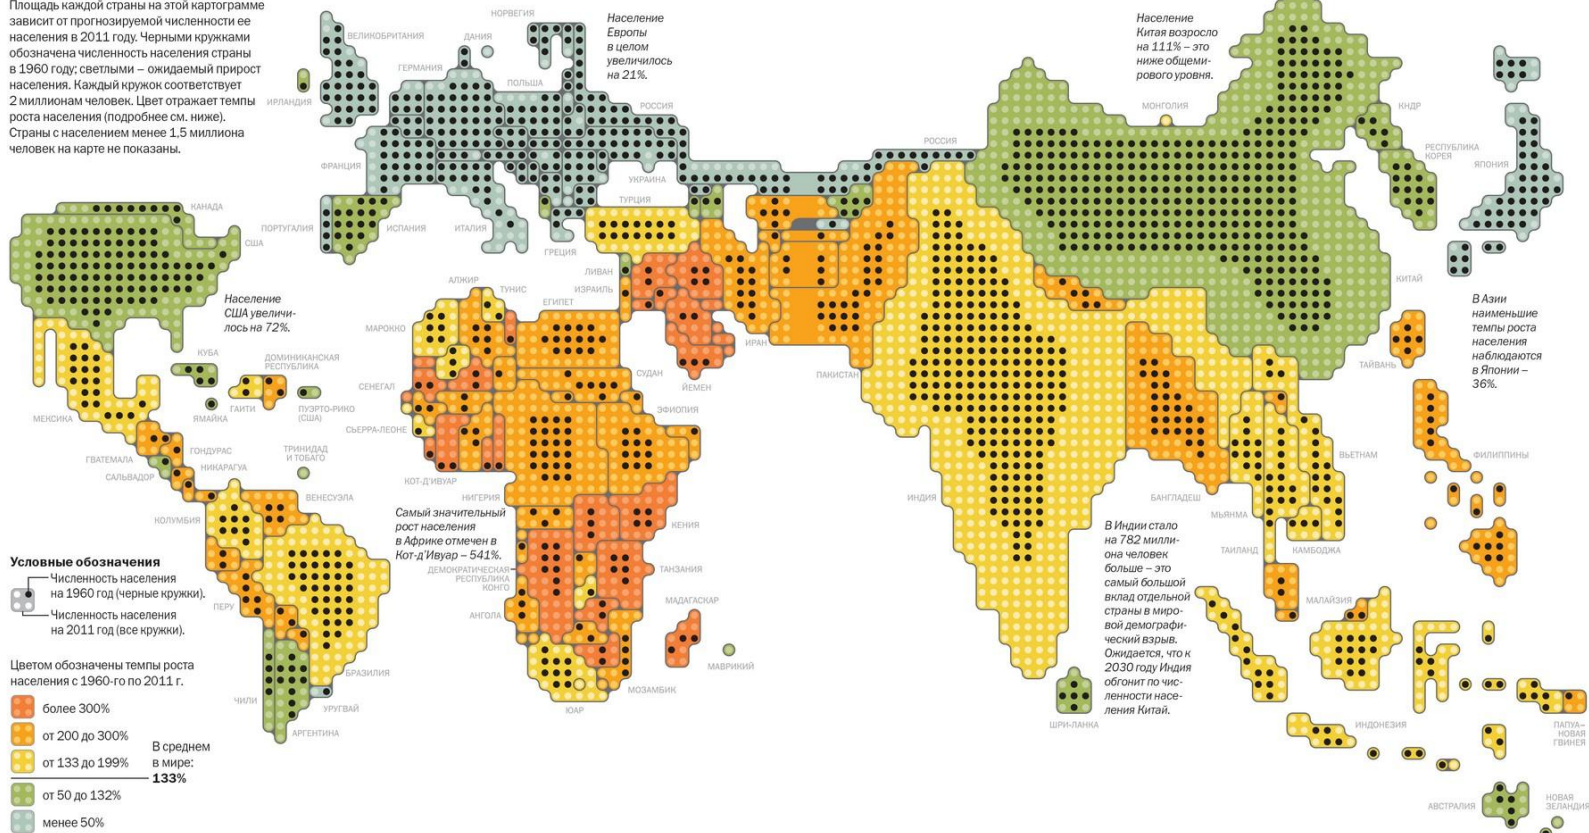 Площадь каждой страны на этой картограмме
зависит от прогнозируемой численности ее
населения в 2011 году. Черными кружками
обозначена численность населения страны
в 1960 году; светлыми – ожидаемый прирост
населения. Каждый кружок соответствует
2 миллионам человек. Цвет отражает темпы
роста населения (подробнее см. ниже).
Страны с населением менее 1,5 миллиона
человек на карте не показаны.
НОРВЕГИЯ
ВЕЛИКОБРИТАНИЯ
ДАНИЯ
ГЕРМАНИЯ
ПОЛЬША
ИРЛАНДИЯ
РОССИЯ
ФРАНЦИЯ
УКРАИНА
ТУРЦИЯ
ПОРТУГАЛИЯ
ИСПАНИЯ
ИТАЛИЯ
ГРЕЦИЯ
Население
Европы
в целом
увеличилось
на 21%.
Население
Китая возросло
на 111% – это
ниже общеми-
рового уровня.
МОНГОЛИЯ
РОССИЯ
КНДР
РЕСПУБЛИКА
КОРЕЯ
ЯПОНИЯ
КИТАЙ
В Азии
наименьшие
темпы роста
населения
наблюдаются
в Японии –
36%.
КАНАДА
США
Население
США увеличи-
лось на 72%.
КУБА
ДОМИНИКАНСКАЯ
РЕСПУБЛИКА
МЕКСИКА
ЯМАЙКА
ГАИТИ
ПУЭРТО-РИКО
(США)
ГВАТЕМАЛА
ГОНДУРАС
САЛЬВАДОР
НИКАРАГУА
ТРИНИДАД
И ТОБАГО
ВЕНЕСУЭЛА
КОЛУМБИЯ
ПЕРУ
БРАЗИЛИЯ
ЧИЛИ
УРУГВАЙ
АРГЕНТИНА
ЛИВАН
ИЗРАИЛЬ
АЛЖИР
ТУНИС
ЕГИПЕТ
МАРОККО
СЕНЕГАЛ
СУДАН
ЙЕМЕН
ИРАН
ПАКИСТАН
ЭФИОПИЯ
СЬЕРРА-ЛЕОНЕ
КОТ-Д'ИВУАР
НИГЕРИЯ
КЕНИЯ
Самый значительный
рост населения
в Африке отмечен в
Кот-д'Ивуар – 541%.
ДЕМОКРАТИЧЕСКАЯ
РЕСПУБЛИКА
КОНГО
ТАНЗАНИЯ
АНГОЛА
МАДАГАСКАР
МАВРИКИЙ
МОЗАМБИК
ЮАР
ИНДИЯ
БАНГЛАДЕШ
МЬЯНМА
ТАИЛАНД
КАМБОДЖА
ВЬЕТНАМ
ТАЙВАНЬ
ФИЛИППИНЫ
В Индии стало
на 782 милли-
она человек
больше – это
самый большой
вклад отдельной
страны в миро-
вой демографи-
ческий взрыв.
Ожидается, что к
2030 году Индия
обгонит по чис-
ленности насе-
ления Китай.
ШРИ-ЛАНКА
МАЛАЙЗИЯ
ИНДОНЕЗИЯ
ПАПУА–
НОВАЯ
ГВИНЕЯ
АВСТРАЛИЯ
НОВАЯ
ЗЕЛАНДИЯ
Условные обозначения
Численность населения
на 1960 год (черные кружки).
Численность населения
на 2011 год (все кружки).
Цветом обозначены темпы роста
населения с 1960-го по 2011 г.
более 300%
от 200 до 300%
от 133 до 199%
В среднем
в мире:
133%
от 50 до 132%
менее 50%